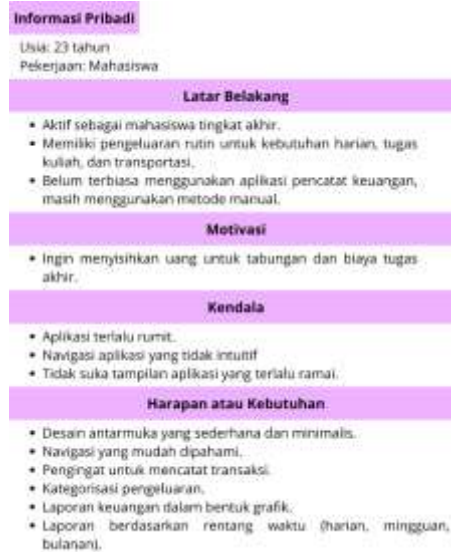 Informasi Pribadi
Usia: 23 tahun
Pekerjaan: Mahasiswa
Latar Belakang
• Aktif sebagai mahasiswa tingkat akhir.
• Memiliki pengeluaran rutin untuk kebutuhan harian, tugas
kuliah, dan transportasi.
• Belum terbiasa menggunakan aplikasi pencatat keuangan,
masih menggunakan metode manual.
Motivasi
• Ingin menyisihkan uang untuk tabungan dan biaya tugas
akhir.
Kendala
• Aplikasi terlalu rumit.
• Navigasi aplikasi yang tidak intuitif
• Tidak suka tampilan aplikasi yang terlalu ramai.
Harapan atau Kebutuhan
• Desain antarmuka yang sederhana dan minimalis.
• Navigasi yang mudah dipahami.
• Pengingat untuk mencatat transaksi.
• Kategorisasi pengeluaran.
• Laporan keuangan dalam bentuk grafik.
• Laporan berdasarkan rentang waktu (harian, mingguan,
bulanan).